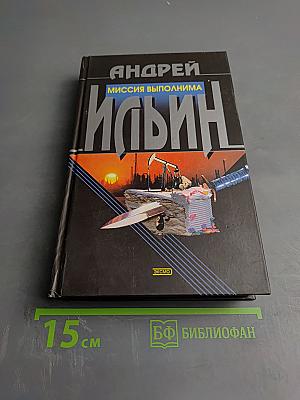 АНДРЕЙ
МИССИЯ ВЫПОЛНИМА
ИЛЬИН
ЭКСМО
15 см
БФ БИБЛИОФАН